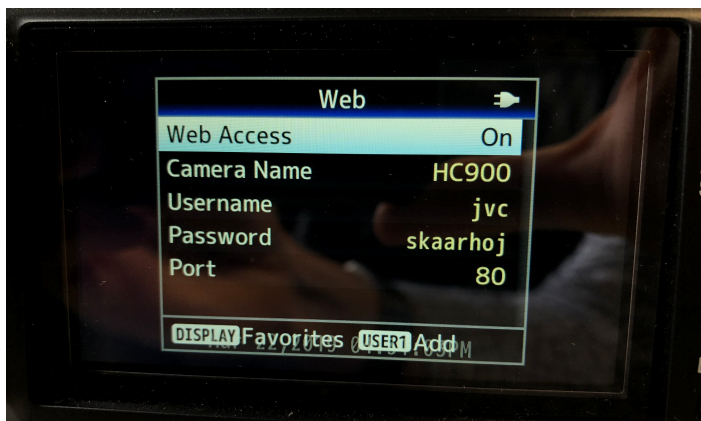 Web
Web Access On
Camera Name HC900
Username jvc
Password skaarhoj
Port 80
DISPLAY Favorites USER1 Add